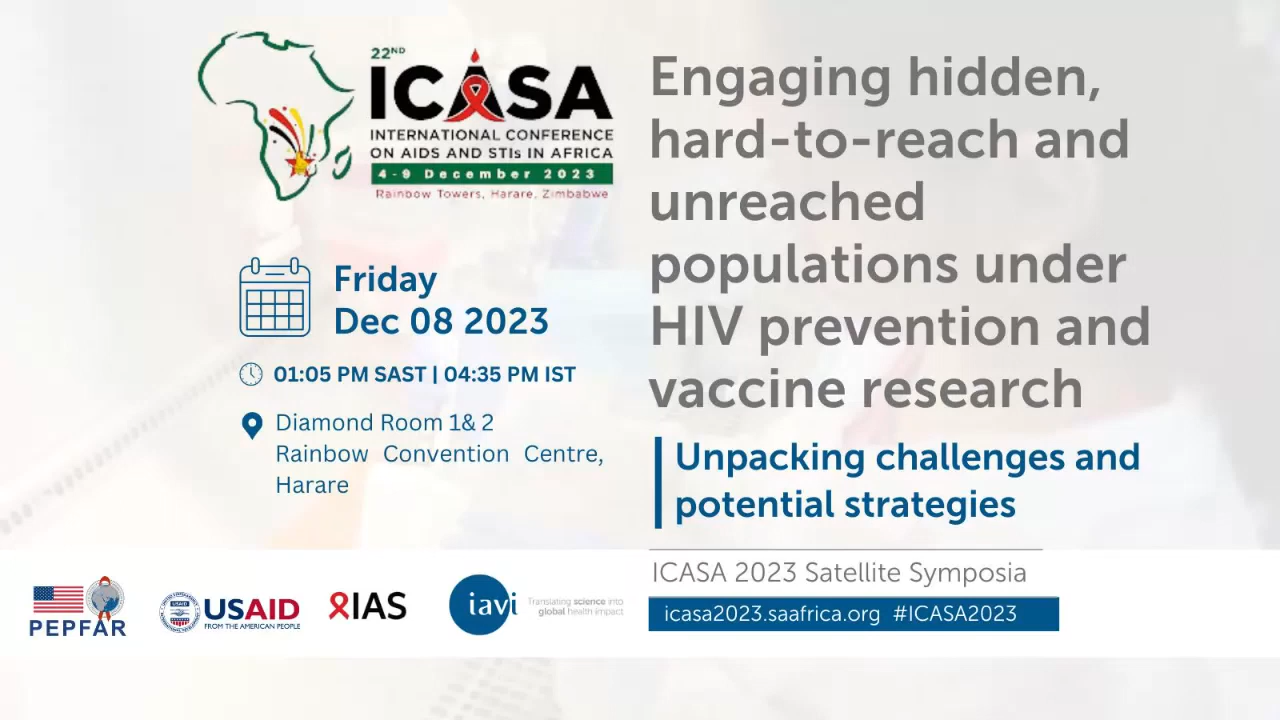 22ND
ICASA
INTERNATIONAL CONFERENCE
ON AIDS AND STIs IN AFRICA
4-9 December 2023
Rainbow Towers, Harare, Zimbabwe
Friday
Dec 08 2023
01:05 PM SAST | 04:35 PM IST
Diamond Room 1& 2
Rainbow Convention Centre,
Harare
Engaging hidden,
hard-to-reach and
unreached
populations under
HIV prevention and
vaccine research
Unpacking challenges and
potential strategies
ICASA 2023 Satellite Symposia
icasa2023.saafrica.org #ICASA2023
PEPFAR
USAID
FROM THE AMERICAN PEOPLE
IAS
iavi
Translating science into
global health impact